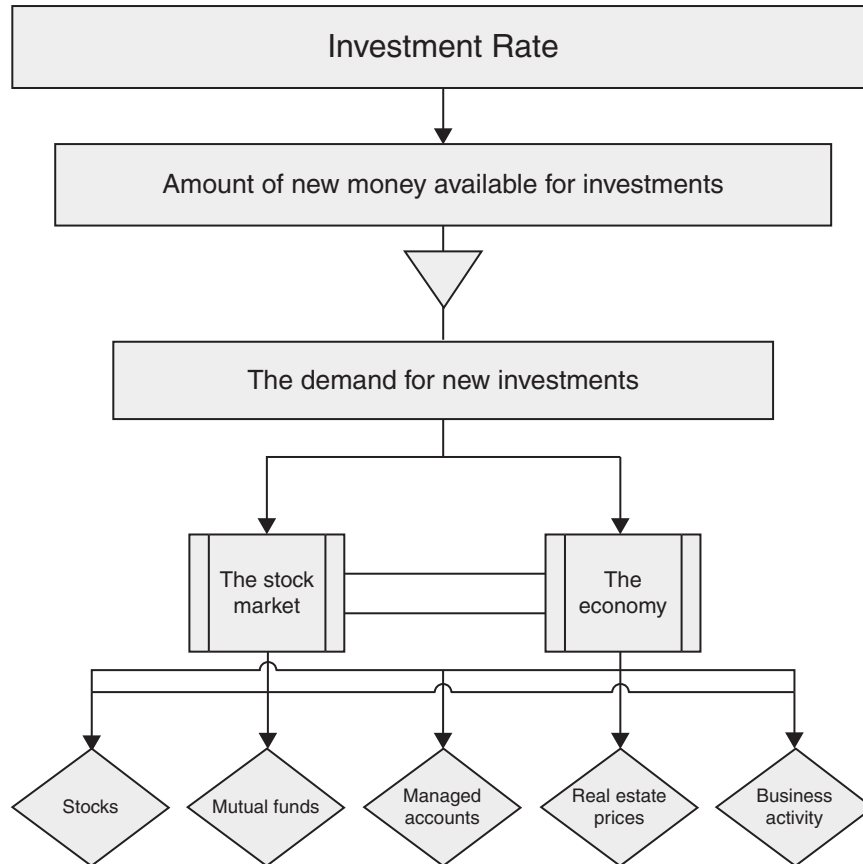 Investment Rate
Amount of new money available for investments
The demand for new investments
The stock
market
The
economy
Stocks
Mutual funds
Managed
accounts
Real estate
prices
Business
activity